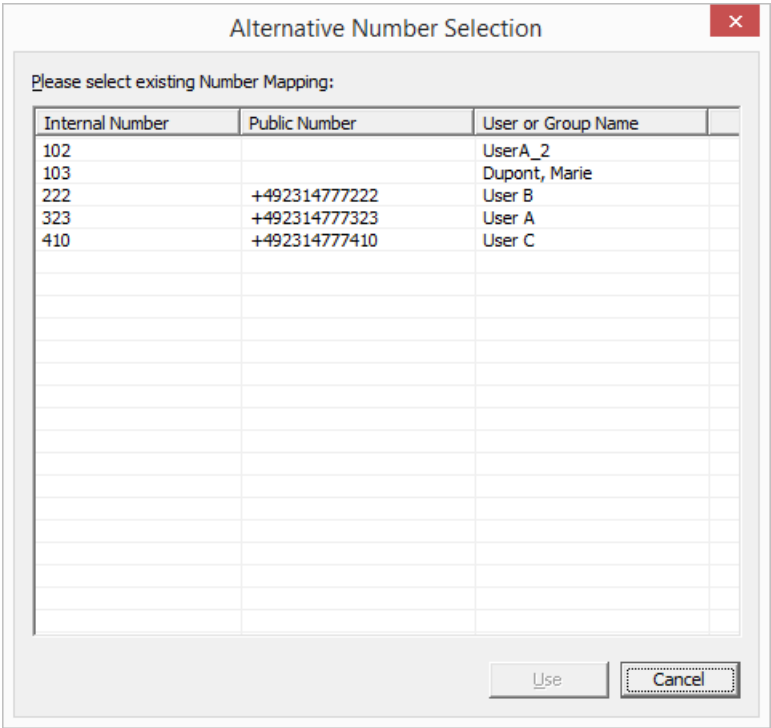 Alternative Number Selection
Please select existing Number Mapping:
Internal Number Public Number User or Group Name
102 UserA_2
103 Dupont, Marie
222 +492314777222 User B
323 +492314777323 User A
410 +492314777410 User C
Use Cancel